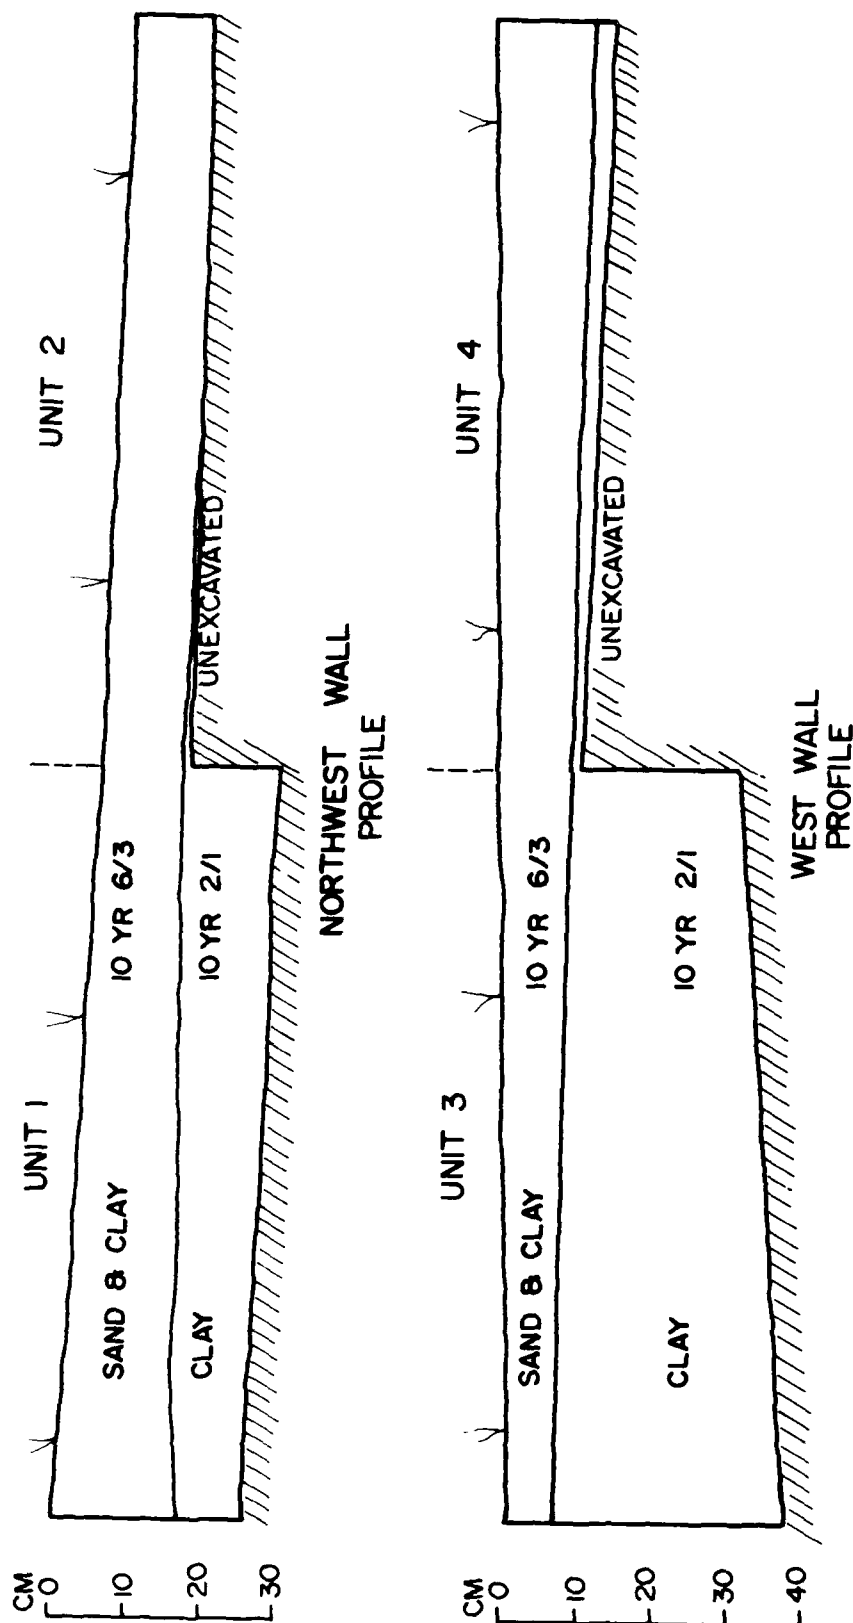 UNIT 1
UNIT 2
CM
0
10
20
30
SAND & CLAY
10 YR 6/3
CLAY
10 YR 2/1
UNEXCAVATED
NORTHWEST WALL
PROFILE
UNIT 3
UNIT 4
CM
0
10
20
30
40
SAND & CLAY
10 YR 6/3
CLAY
10 YR 2/1
UNEXCAVATED
WEST WALL
PROFILE